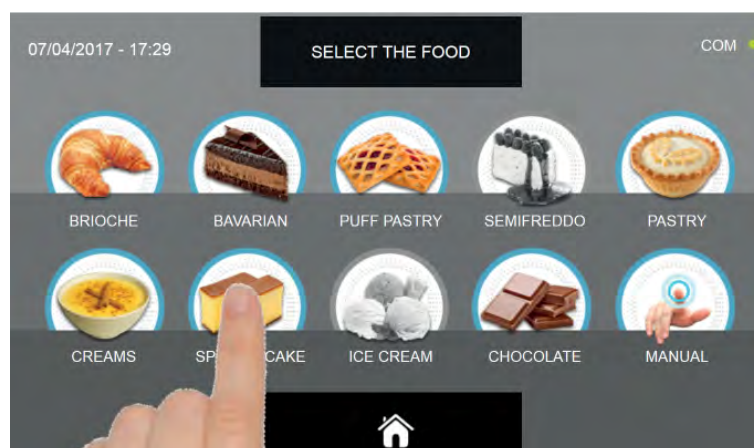 07/04/2017 - 17:29
SELECT THE FOOD
COM
BRIOCHE
BAVARIAN
PUFF PASTRY
SEMIFREDDO
PASTRY
CREAMS
CAKE
ICE CREAM
CHOCOLATE
MANUAL